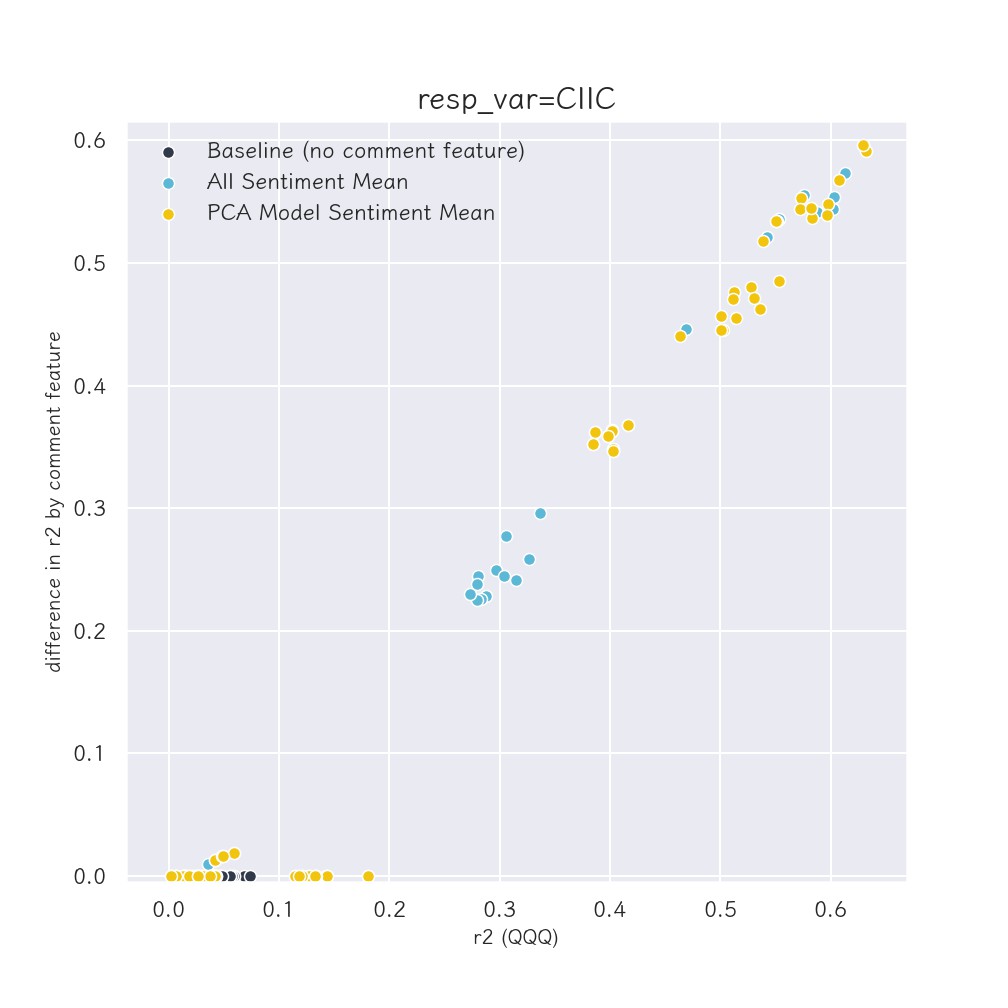 resp_var=CIIC
Baseline (no comment feature)
All Sentiment Mean
PCA Model Sentiment Mean
difference in r2 by comment feature
0.6
0.5
0.4
0.3
0.2
0.1
0.0
0.0 0.1 0.2 0.3 0.4 0.5 0.6
r2 (QQQ)